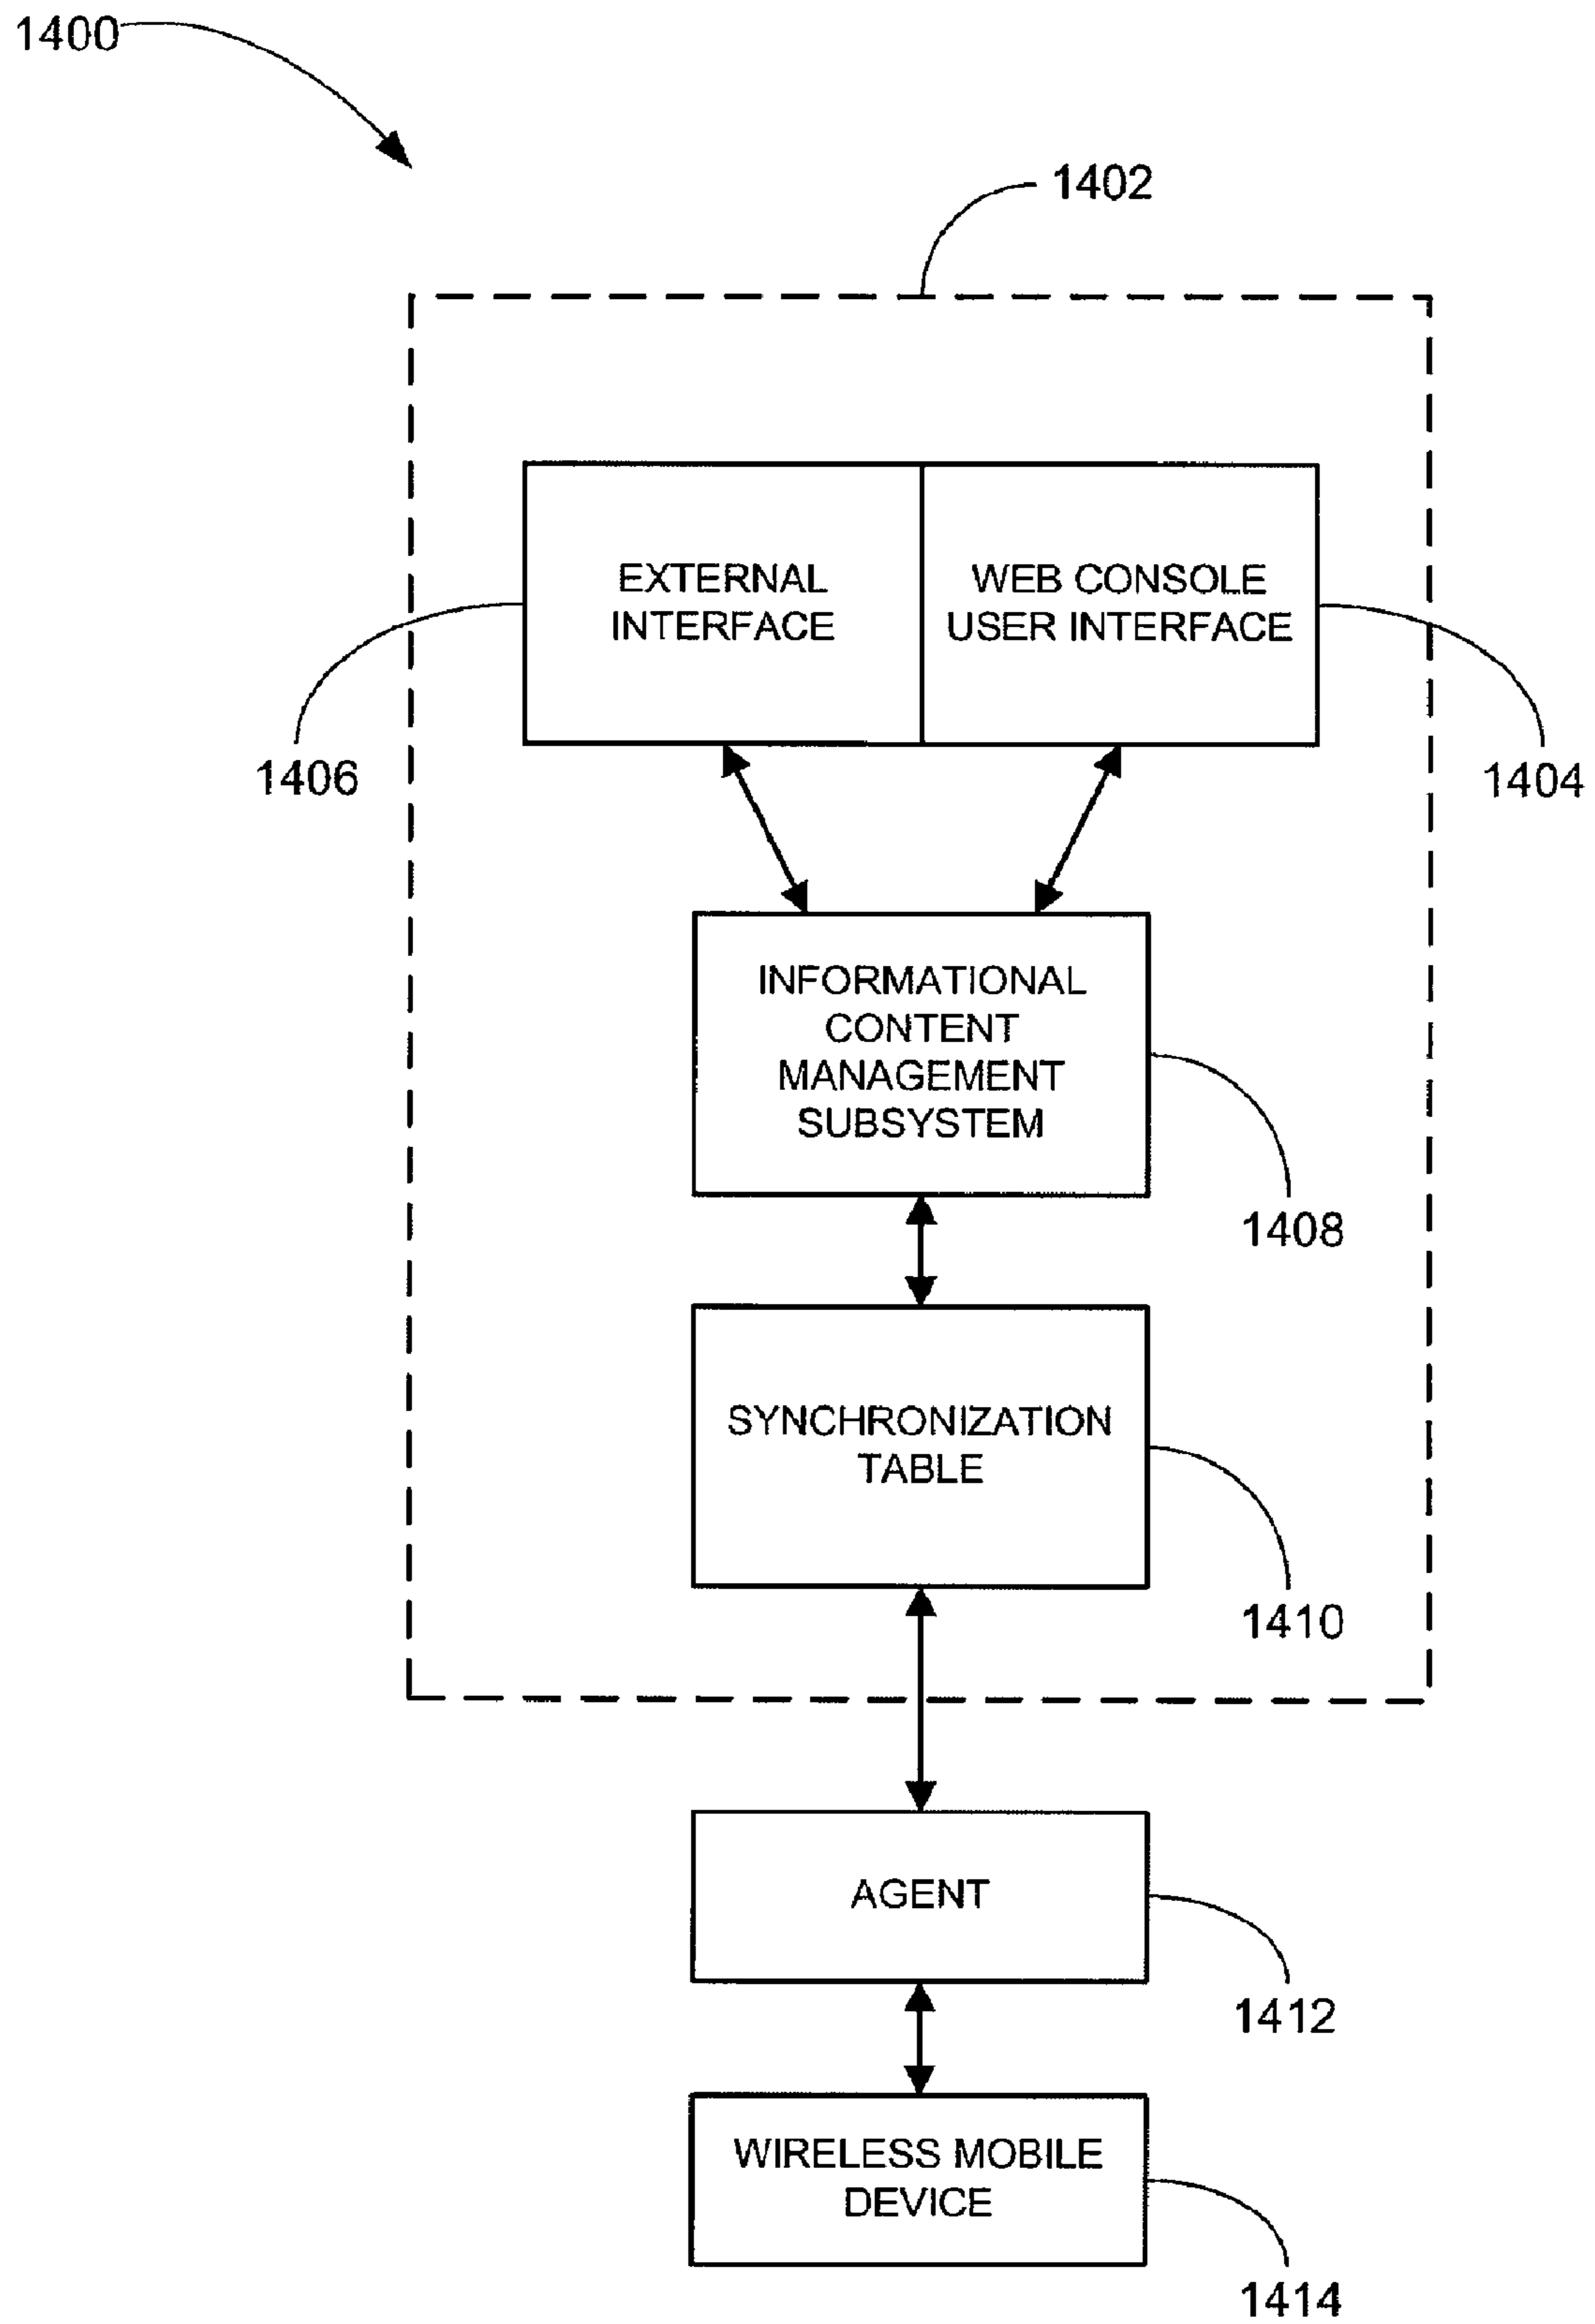 1400
1402
EXTERNAL
INTERFACE
WEB CONSOLE
USER INTERFACE
1406
1404
INFORMATIONAL
CONTENT
MANAGEMENT
SUBSYSTEM
1408
SYNCHRONIZATION
TABLE
1410
AGENT
1412
WIRELESS MOBILE
DEVICE
1414